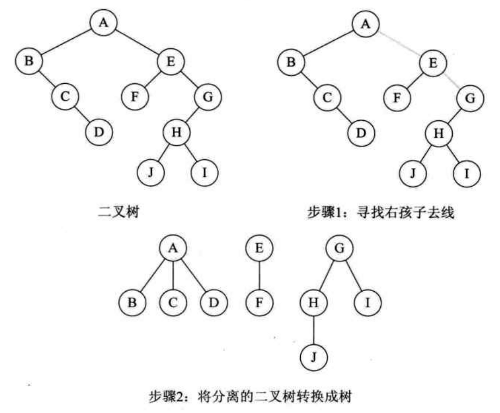 A A
B E B E
C F G C F G
D H D H
J I J I
二叉树 步骤1：寻找右孩子去线
A E G
B C D F H I
J
步骤2：将分离的二叉树转换成树